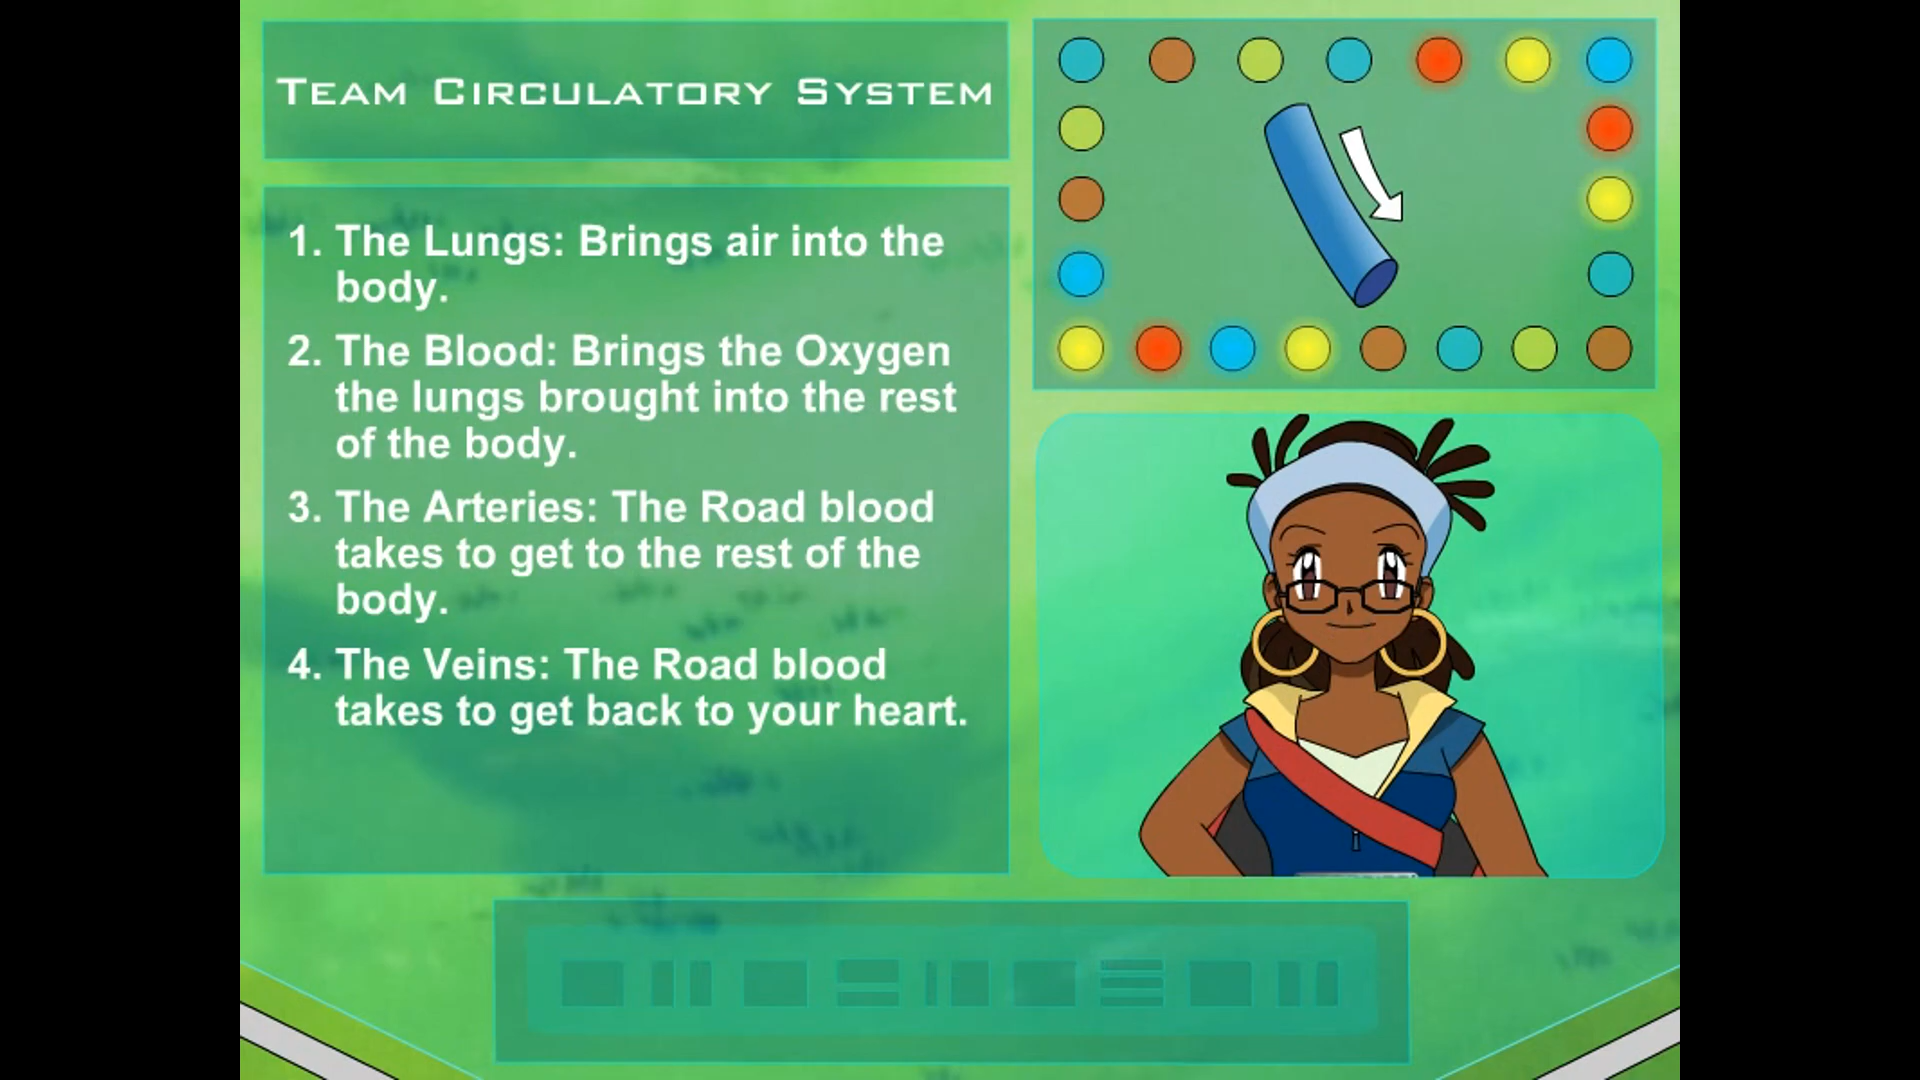 TEAM CIRCULATORY SYSTEM
1. The Lungs: Brings air into the
body.
2. The Blood: Brings the Oxygen
the lungs brought into the rest
of the body.
3. The Arteries: The Road blood
takes to get to the rest of the
body.
4. The Veins: The Road blood
takes to get back to your heart.